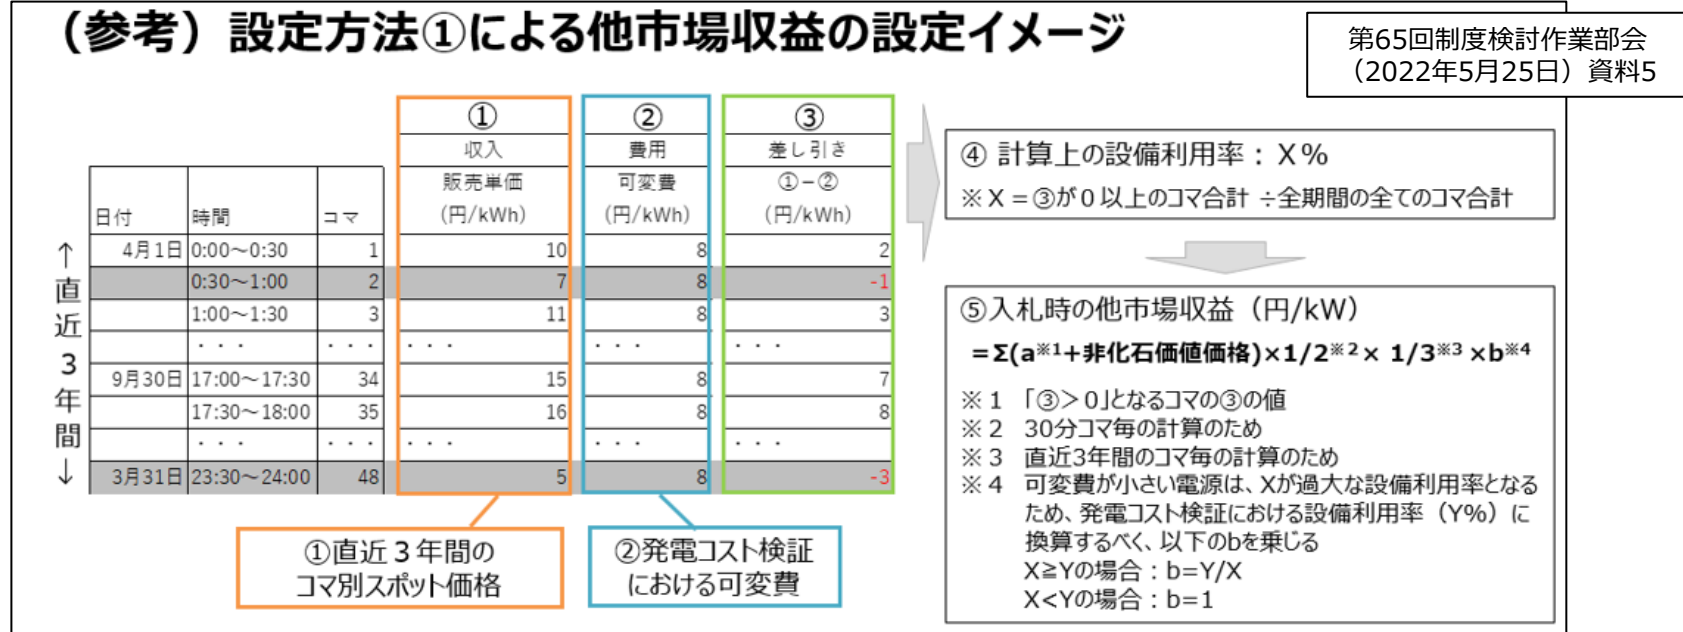 （参考）設定方法①による他市場収益の設定イメージ
第65回制度検討作業部会
（2022年5月25日）資料5
① ② ③
収入 費用 差し引き
販売単価 可変費 ①－②
日付 時間 コマ （円/kWh） （円/kWh） （円/kWh）
4月1日 0:00～0:30 1 10 8 2
0:30～1:00 2 7 8 -1
1:00～1:30 3 11 8 3
・・・ ・・・ ・・・ ・・・ ・・・
9月30日 17:00～17:30 34 15 8 7
17:30～18:00 35 16 8 8
・・・ ・・・ ・・・ ・・・ ・・・
3月31日 23:30～24:00 48 5 8 -3
↑直近3年間↓
①直近３年間の
コマ別スポット価格
②発電コスト検証
における可変費
④ 計算上の設備利用率：X％
※X＝③が０以上のコマ合計 ÷全期間の全てのコマ合計
⑤入札時の他市場収益（円/kW）
=Σ(a※1+非化石価値価格)×1/2※2× 1/3※3 ×b※4
※１ 「③＞０」となるコマの③の値
※２ 30分コマ毎の計算のため
※３ 直近3年間のコマ毎の計算のため
※４ 可変費が小さい電源は、Xが過大な設備利用率となる
ため、発電コスト検証における設備利用率（Y%）に
換算するべく、以下のbを乗じる
X≧Yの場合：b=Y/X
X<Yの場合：b=1